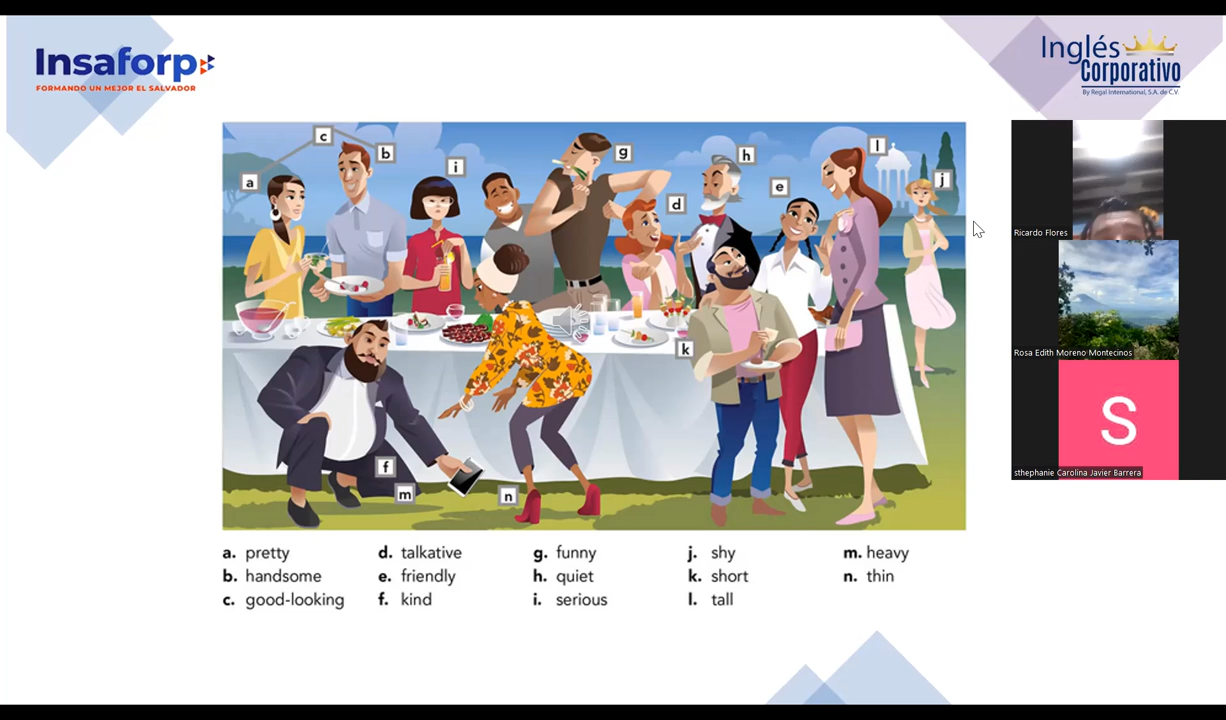 Insaforp
FORMANDO UN MEJOR EL SALVADOR
Inglés
Corporativo
By Regal International, S.A. de C.V.
c
b
a
i
g
h
l
e
j
d
k
f
m
n
a. pretty
b. handsome
c. good-looking
d. talkative
e. friendly
f. kind
g. funny
h. quiet
i. serious
j. shy
k. short
l. tall
m. heavy
n. thin
Ricardo Flores
Rosa Edith Moreno Montecinos
S
sthephanie Carolina Javier Barrera